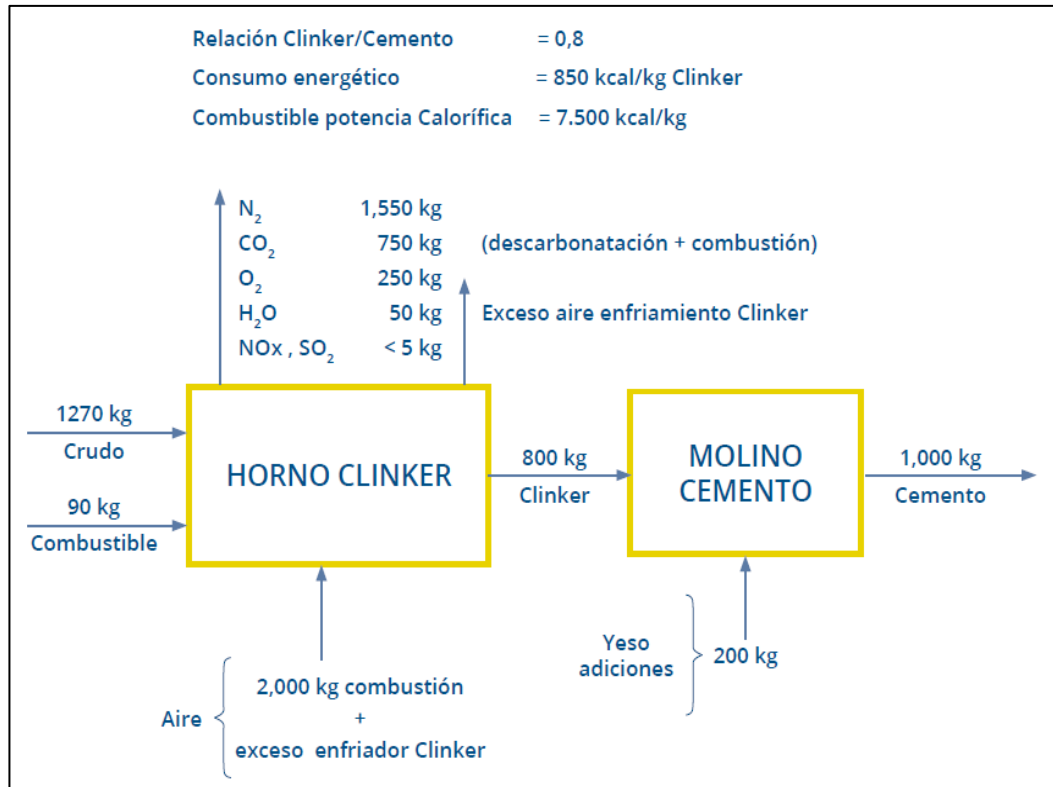 Relación Clinker/Cemento = 0,8
Consumo energético = 850 kcal/kg Clinker
Combustible potencia Calorífica = 7.500 kcal/kg
N2 1,550 kg
CO2 750 kg (descarbonatación + combustión)
O2 250 kg
H2O 50 kg Exceso aire enfriamiento Clinker
NOx , SO2 < 5 kg
1270 kg
Crudo
90 kg
Combustible
HORNO CLINKER
800 kg
Clinker
MOLINO
CEMENTO
1,000 kg
Cemento
Aire
2,000 kg combustión
+
exceso enfriador Clinker
Yeso
adiciones
200 kg